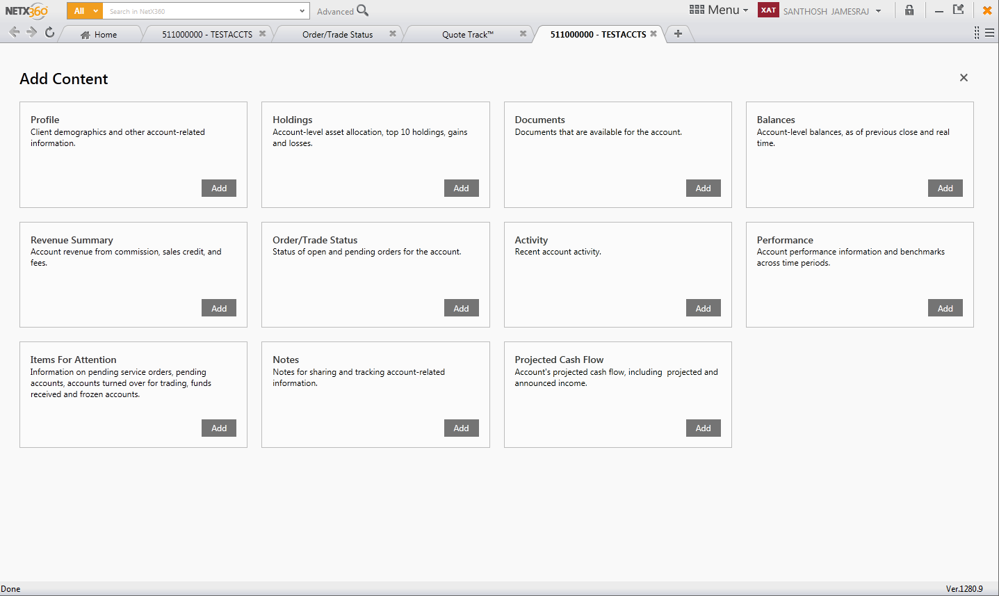 NETX360 All Search in NetX360 Advanced Menu XAT SANTHOSH JAMESRAJ
Home 511000000 - TESTACCTS Order/Trade Status Quote Track™ 511000000 - TESTACCTS
Add Content
Profile
Client demographics and other account-related
information.
Add
Holdings
Account-level asset allocation, top 10 holdings, gains
and losses.
Add
Documents
Documents that are available for the account.
Add
Balances
Account-level balances, as of previous close and real
time.
Add
Revenue Summary
Account revenue from commission, sales credit, and
fees.
Add
Order/Trade Status
Status of open and pending orders for the account.
Add
Activity
Recent account activity.
Add
Performance
Account performance information and benchmarks
across time periods.
Add
Items For Attention
Information on pending service orders, pending
accounts, accounts turned over for trading, funds
received and frozen accounts.
Add
Notes
Notes for sharing and tracking account-related
information.
Add
Projected Cash Flow
Account's projected cash flow, including  projected and
announced income.
Add
Done Ver.1280.9